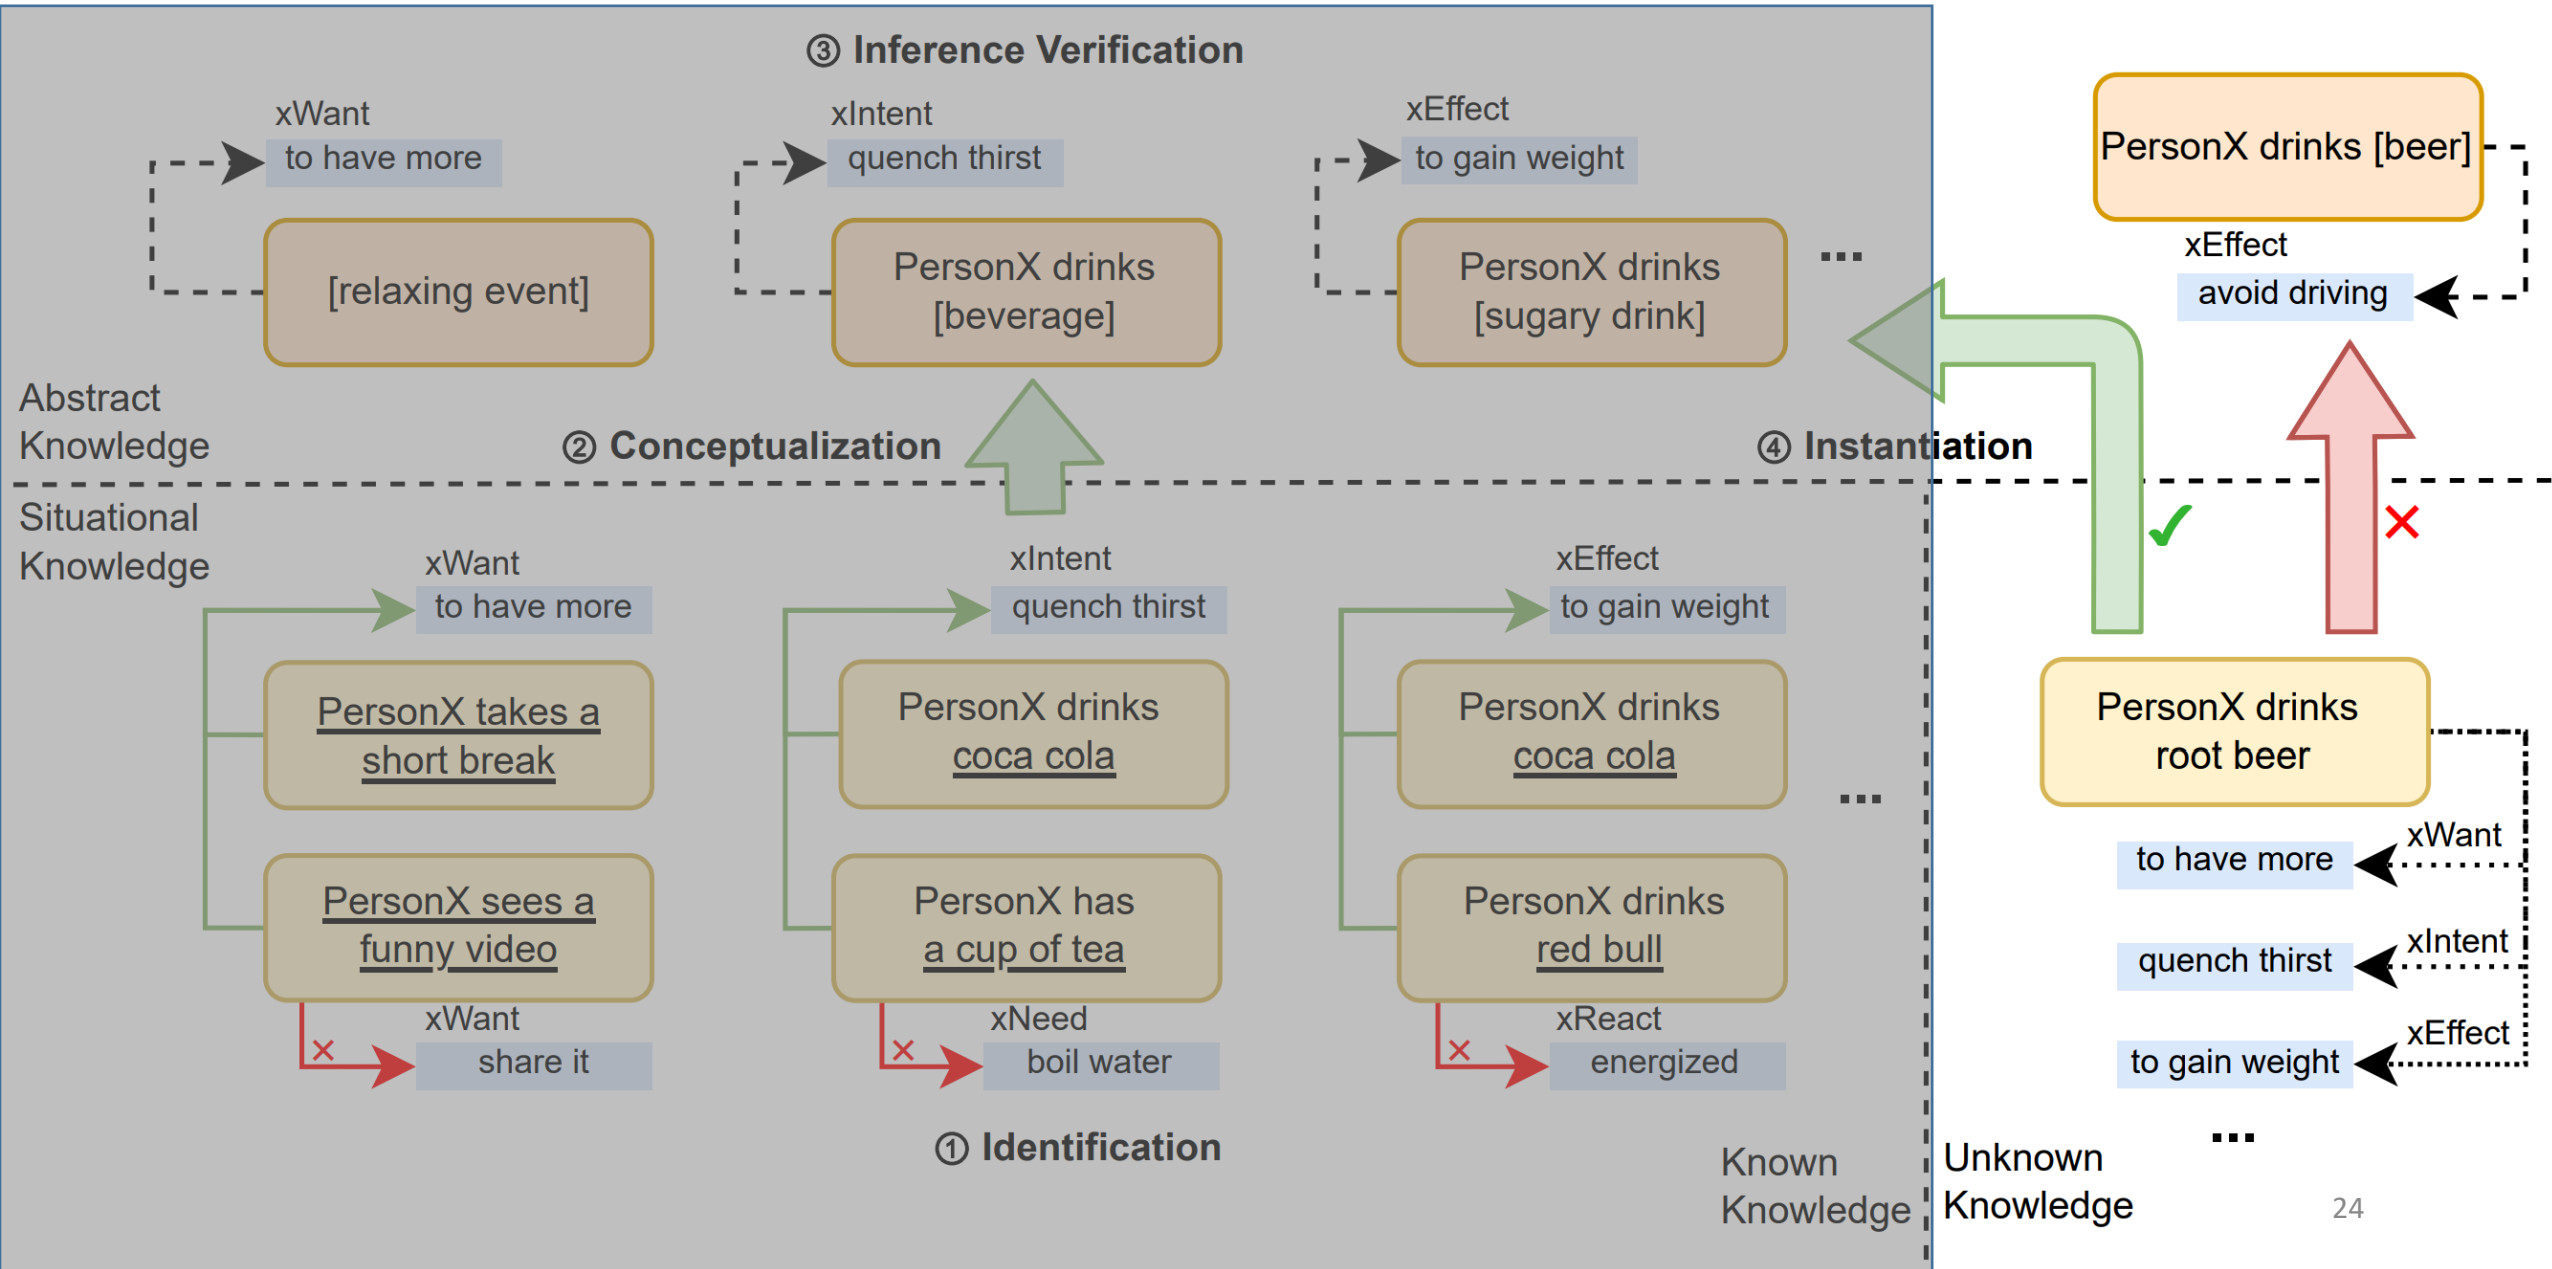 ③ Inference Verification
xWant
to have more
xIntent
quench thirst
xEffect
to gain weight
[relaxing event]
PersonX drinks
[beverage]
PersonX drinks
[sugary drink]
...
PersonX drinks [beer]
xEffect
avoid driving
Abstract
Knowledge
② Conceptualization
④ Instantiation
Situational
Knowledge
xWant
to have more
xIntent
quench thirst
xEffect
to gain weight
PersonX takes a
short break
PersonX drinks
coca cola
PersonX drinks
coca cola
...
PersonX sees a
funny video
PersonX has
a cup of tea
PersonX drinks
red bull
xWant
share it
xNeed
boil water
xReact
energized
① Identification
Known
Knowledge
PersonX drinks
root beer
xWant
to have more
xIntent
quench thirst
xEffect
to gain weight
...
Unknown
Knowledge
24